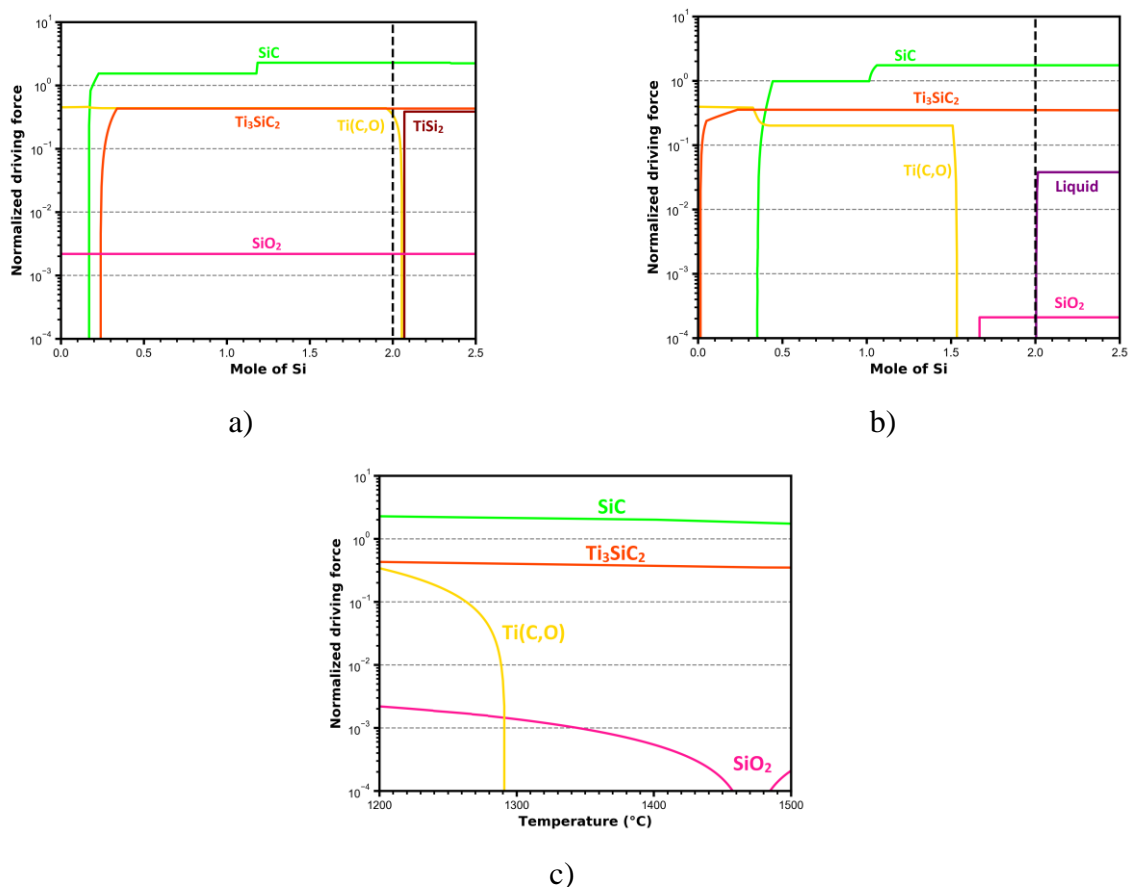 10¹
10⁰
10⁻¹
10⁻²
10⁻³
10⁻⁴
Normalized driving force
SiC
Ti₃SiC₂
Ti(C,O)
TiSi₂
SiO₂
0.0 0.5 1.0 1.5 2.0 2.5
Mole of Si
a)
10¹
10⁰
10⁻¹
10⁻²
10⁻³
10⁻⁴
Normalized driving force
SiC
Ti₃SiC₂
Ti(C,O)
Liquid
SiO₂
0.0 0.5 1.0 1.5 2.0 2.5
Mole of Si
b)
10¹
10⁰
10⁻¹
10⁻²
10⁻³
10⁻⁴
Normalized driving force
SiC
Ti₃SiC₂
Ti(C,O)
SiO₂
1200 1300 1400 1500
Temperature (°C)
c)